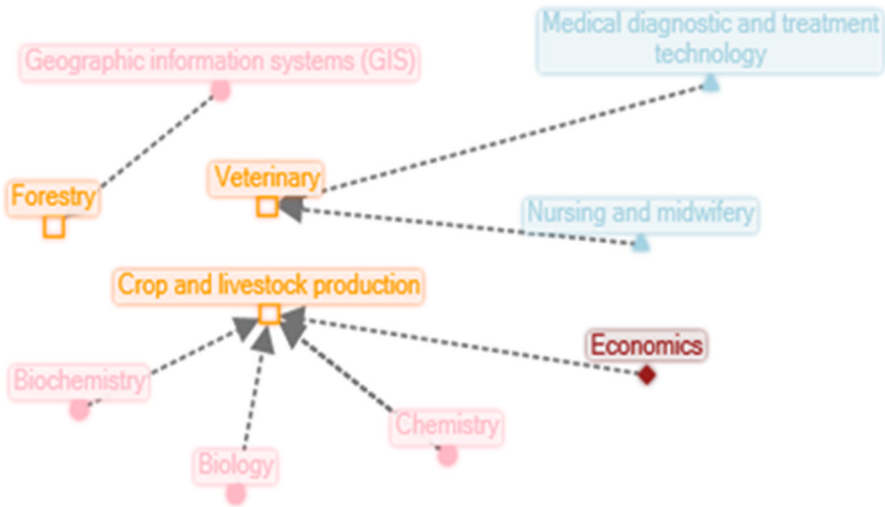 Medical diagnostic and treatment
technology
Geographic information systems (GIS)
Veterinary
Forestry
Nursing and midwifery
Crop and livestock production
Economics
Biochemistry
Chemistry
Biology